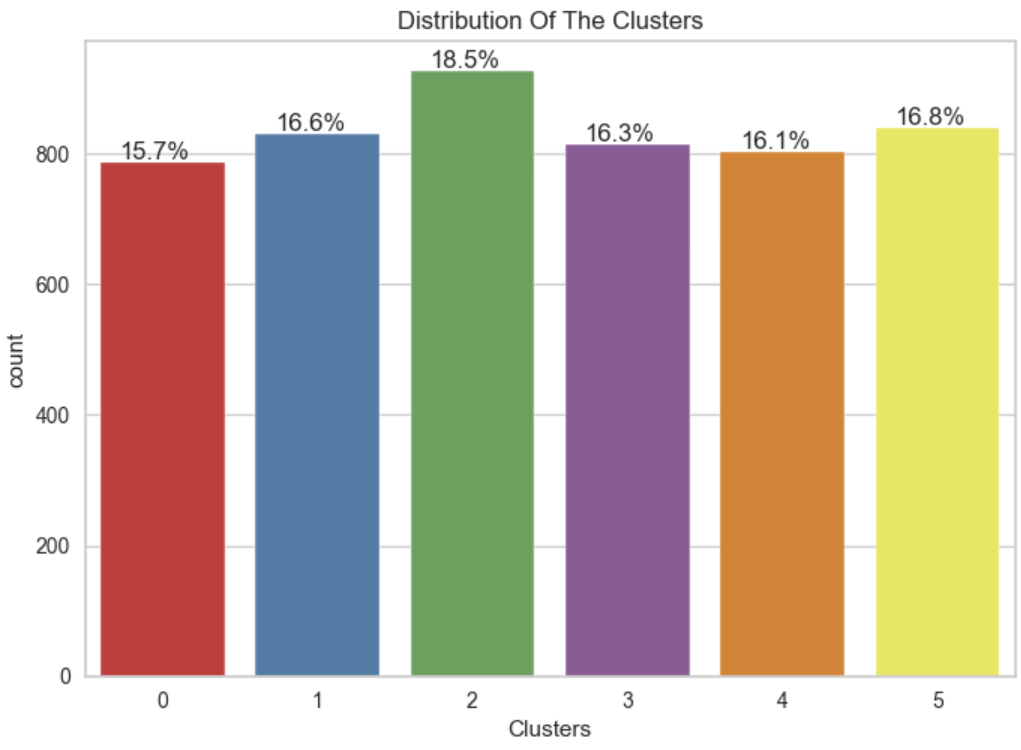 Distribution Of The Clusters
18.5%
16.8%
16.6%
16.3%
16.1%
15.7%
800
600
400
200
0
count
0 1 2 3 4 5
Clusters